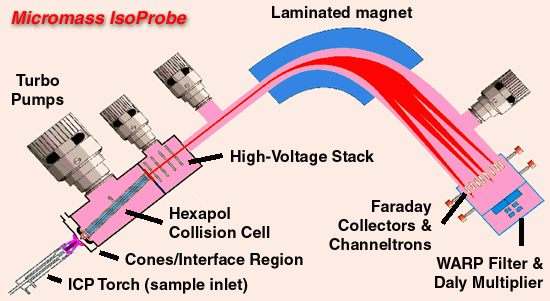 Micromass IsoProbe
Laminated magnet
Turbo
Pumps
High-Voltage Stack
Hexapol
Collision Cell
Cones/Interface Region
ICP Torch (sample inlet)
Faraday
Collectors &
Channeltrons
WARP Filter &
Daly Multiplier